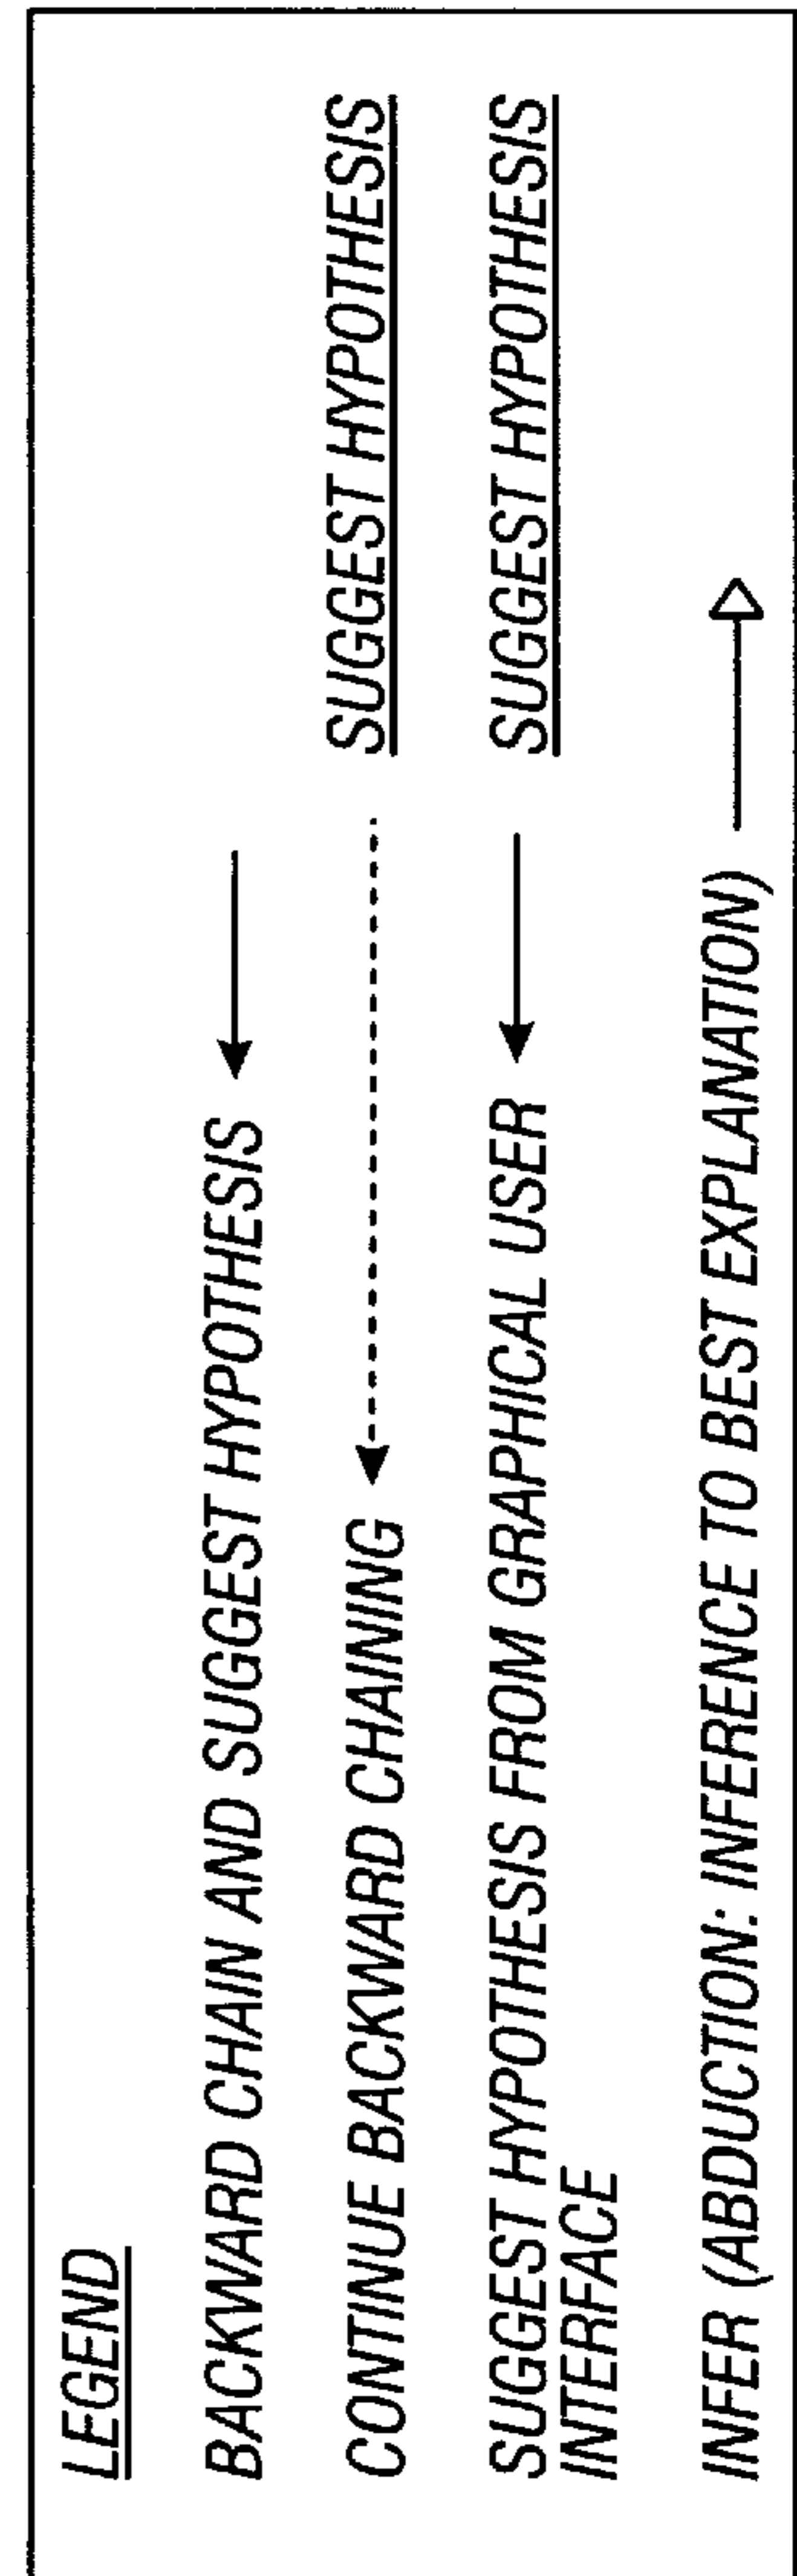 LEGEND
BACKWARD CHAIN AND SUGGEST HYPOTHESIS
CONTINUE BACKWARD CHAINING SUGGEST HYPOTHESIS
SUGGEST HYPOTHESIS FROM GRAPHICAL USER SUGGEST HYPOTHESIS
INTERFACE
INFER (ABDUCTION: INFERENCE TO BEST EXPLANATION)